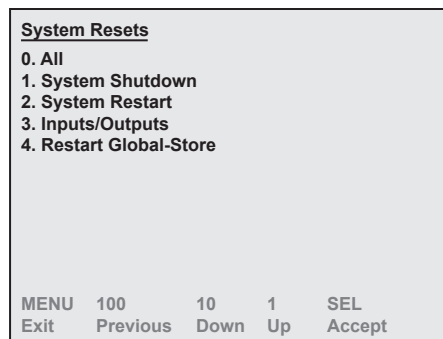 System Resets
0. All
1. System Shutdown
2. System Restart
3. Inputs/Outputs
4. Restart Global-Store
MENU 100 10 1 SEL
Exit Previous Down Up Accept